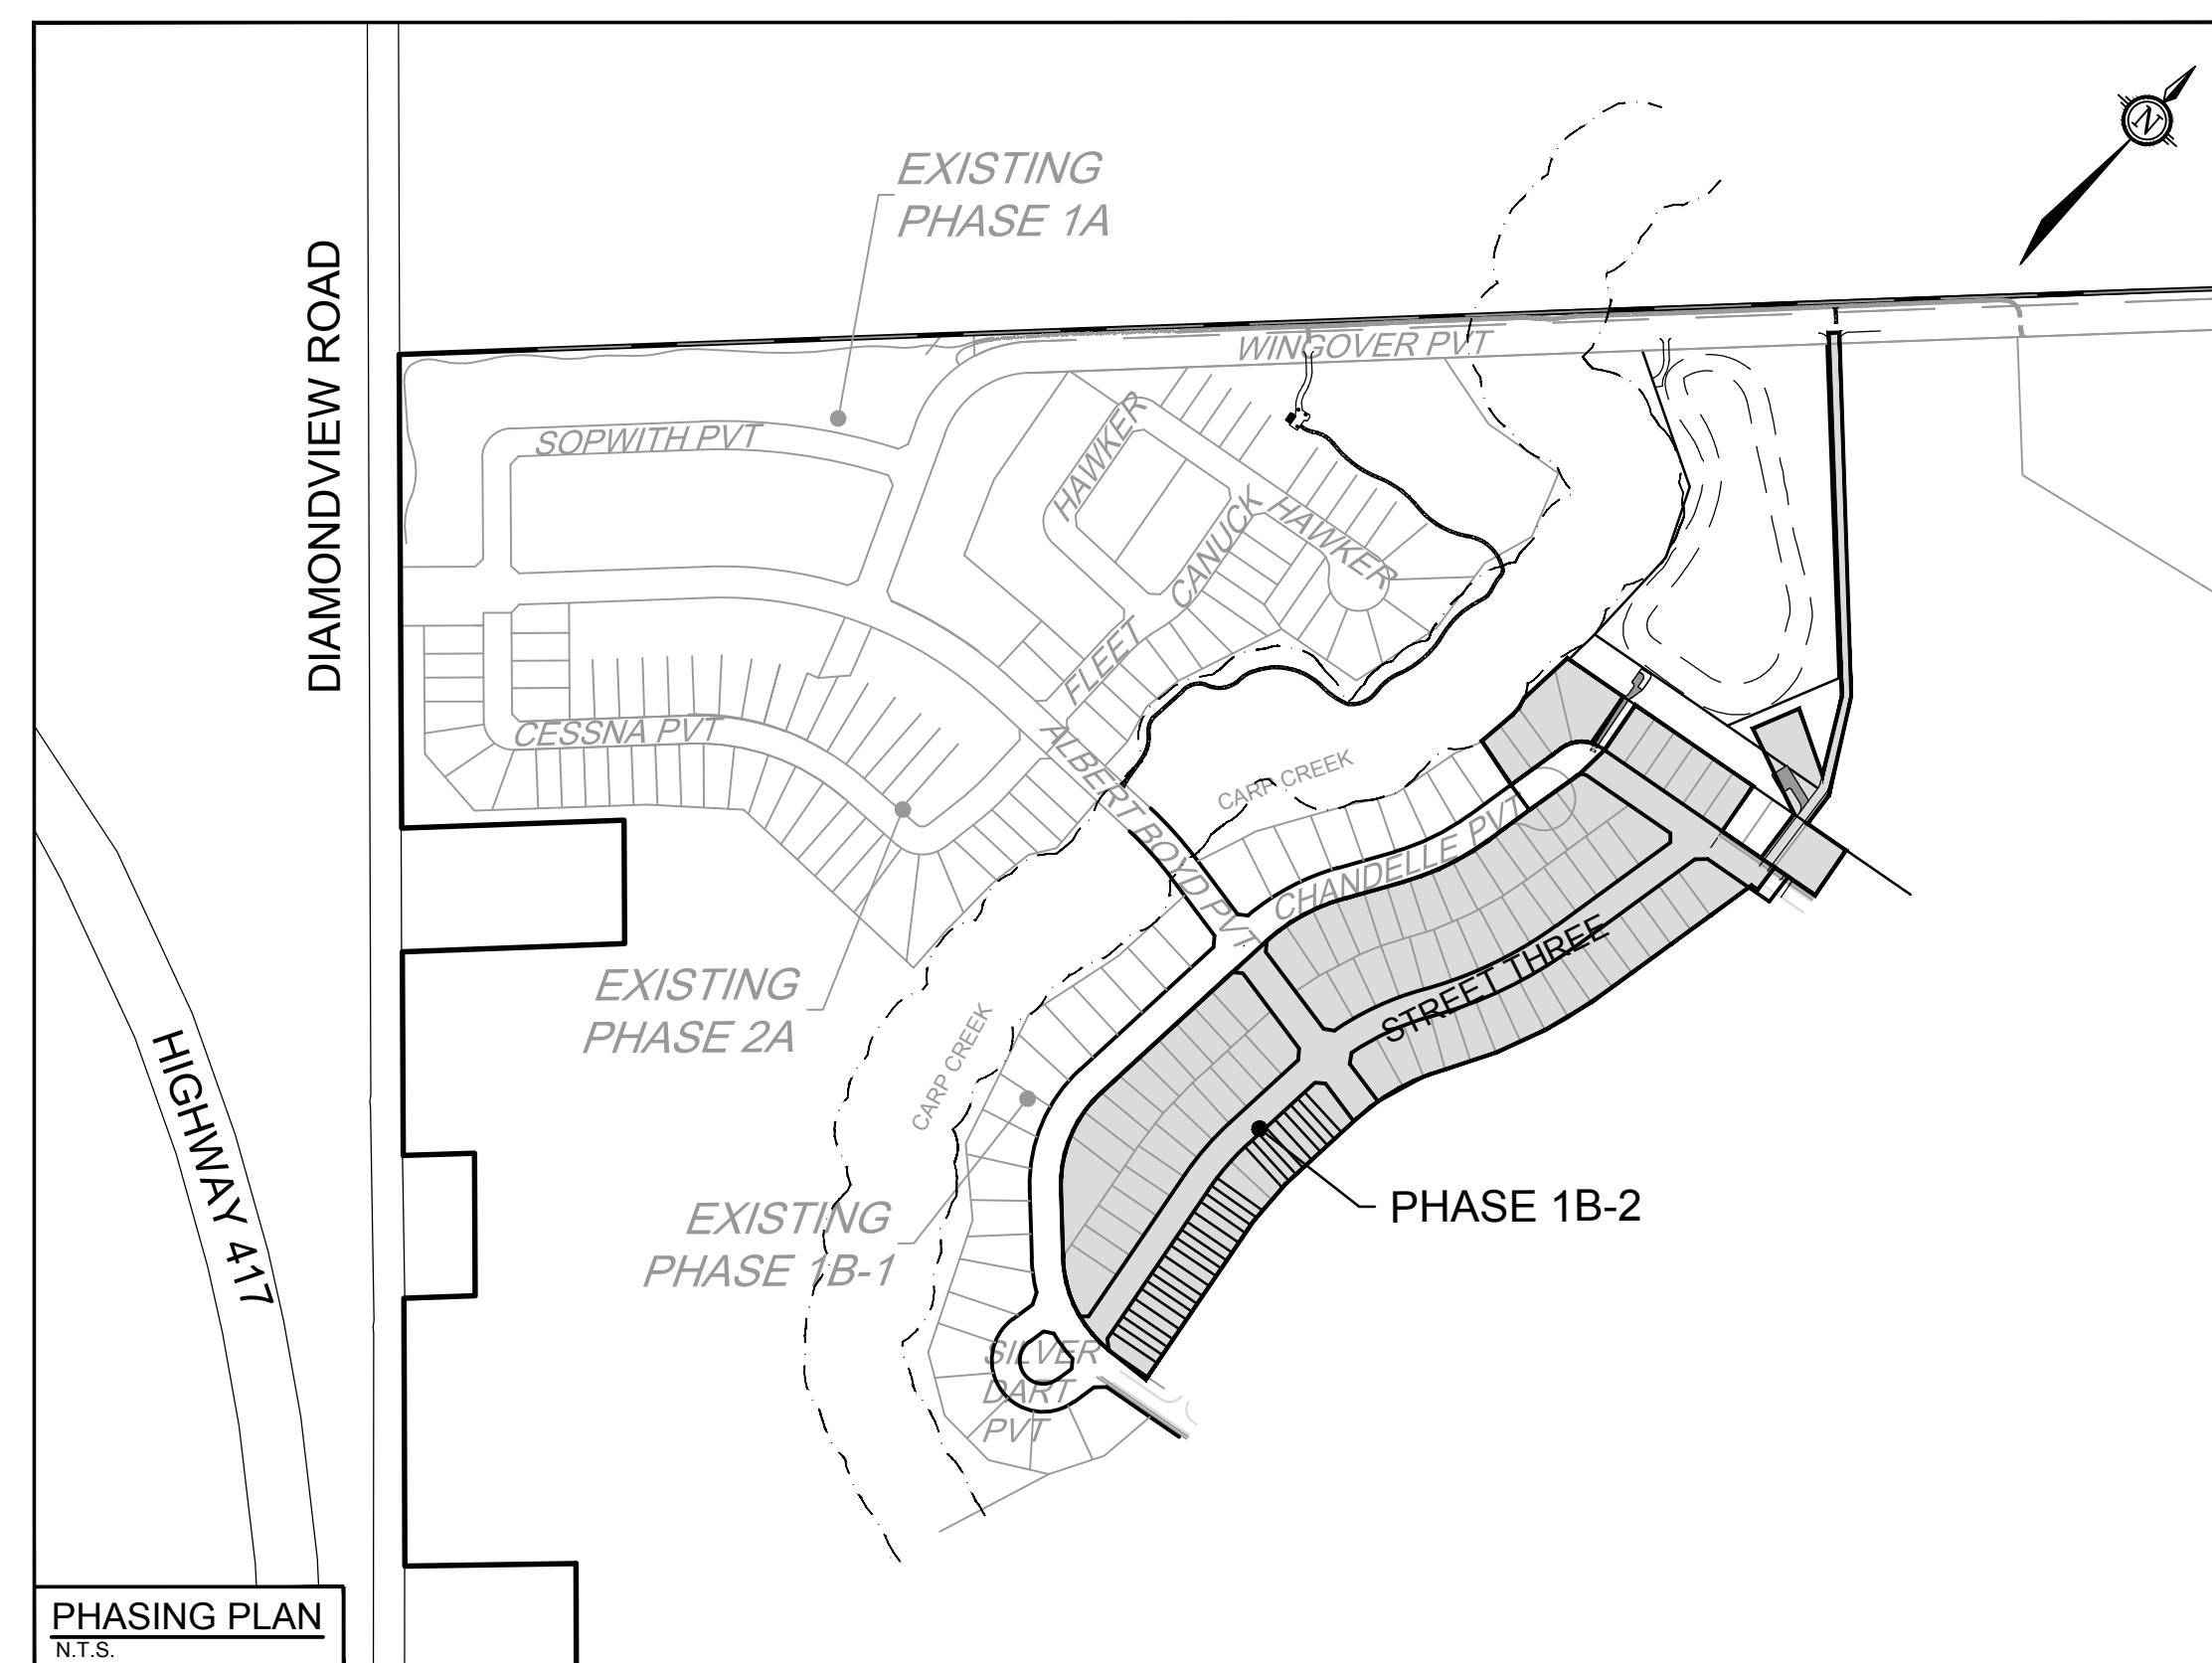 N
EXISTING
PHASE 1A
DIAMONDVIEW ROAD
WINGOVER PVT
SOPWITH PVT
HAWKER
CANUCK
HAWKER
FLEET
CESSNA PVT
ALBERT BOYD PVT
CARP CREEK
CHANDELLE PVT
STREET THREE
EXISTING
PHASE 2A
CARP CREEK
HIGHWAY 417
PHASE 1B-2
EXISTING
PHASE 1B-1
SILVER
DART
PVT
PHASING PLAN
N.T.S.